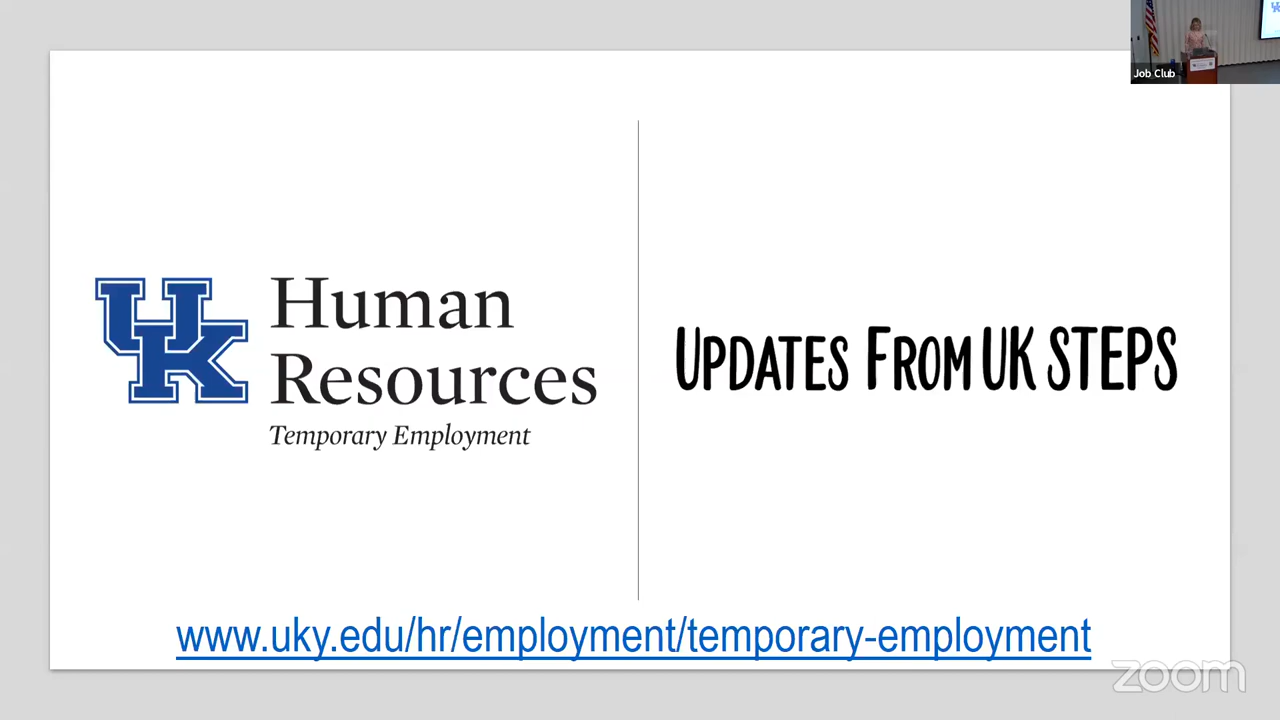 Job Club
UK
Human
Resources
Temporary Employment
UPDATES FROM UK STEPS
www.uky.edu/hr/employment/temporary-employment
zoom